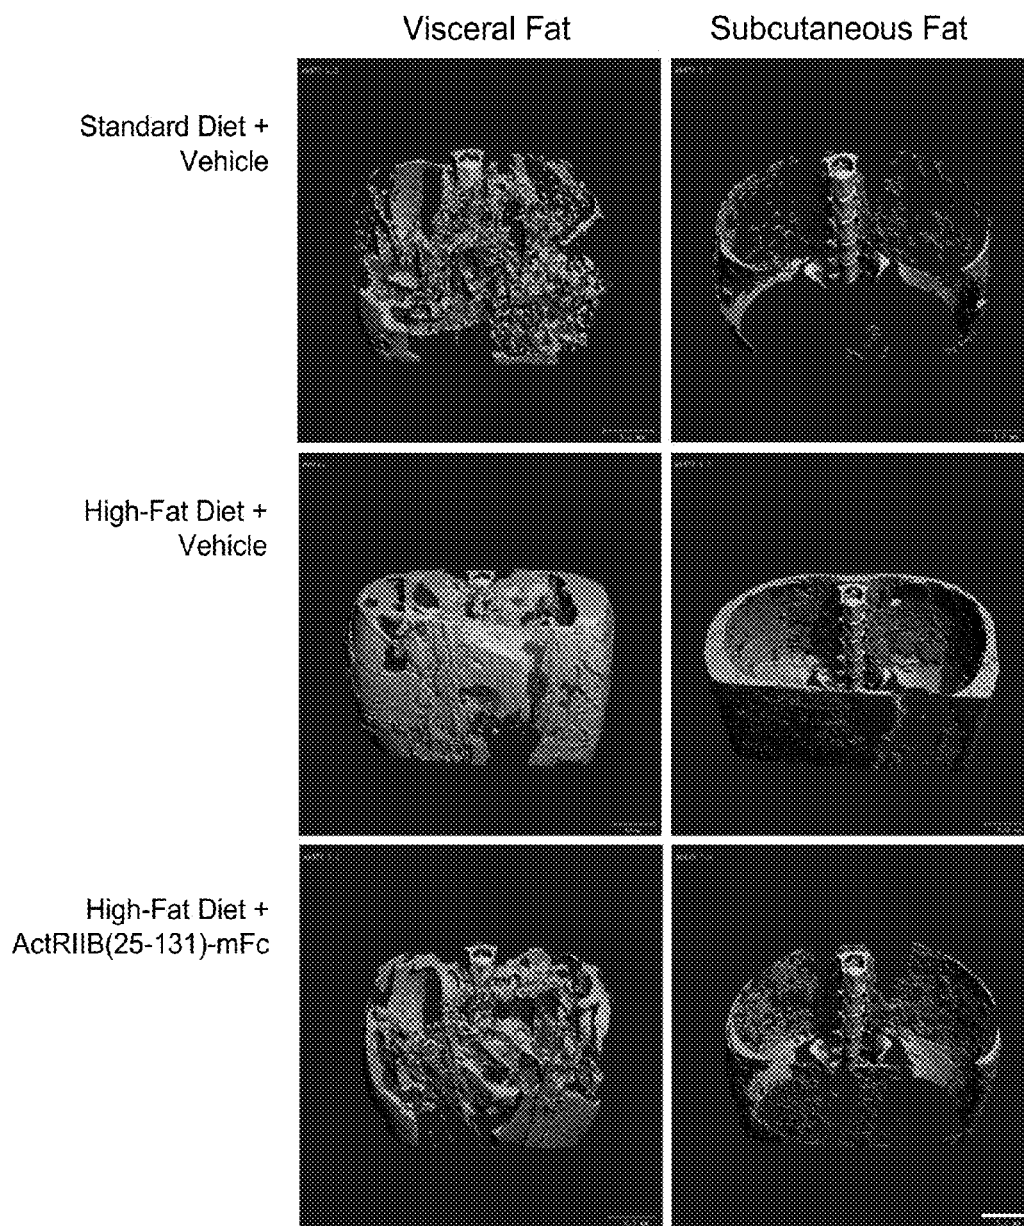 Visceral Fat
Subcutaneous Fat
Standard Diet +
Vehicle
High-Fat Diet +
Vehicle
High-Fat Diet +
ActRIIB(25-131)-mFc